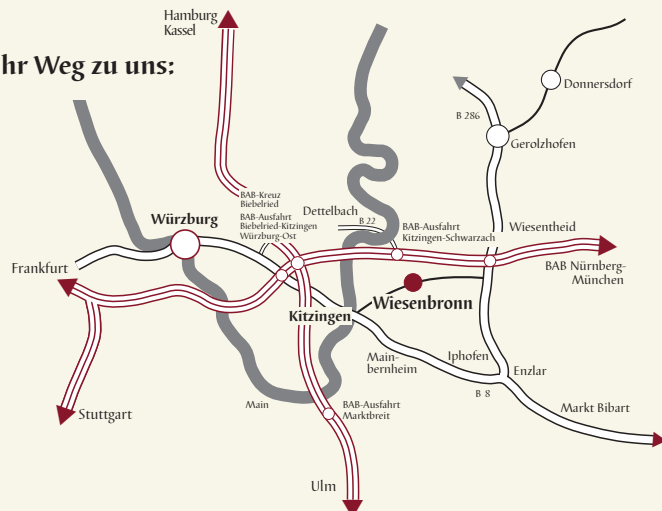 Hamburg
Kassel
hr Weg zu uns:
Donnersdorf
B 286
Gerolzhofen
BAB-Kreuz
Biebelried
Dettelbach
B 22
Würzburg
BAB-Ausfahrt
Biebelried-Kitzingen
Würzburg-Ost
BAB-Ausfahrt
Kitzingen-Schwarzach
Wiesentheid
Frankfurt
BAB Nürnberg-
München
Wiesenbronn
Kitzingen
Main-
bernheim
Iphofen
Enzlar
B 8
Main
BAB-Ausfahrt
Marktbreit
Stuttgart
Markt Bibart
Ulm